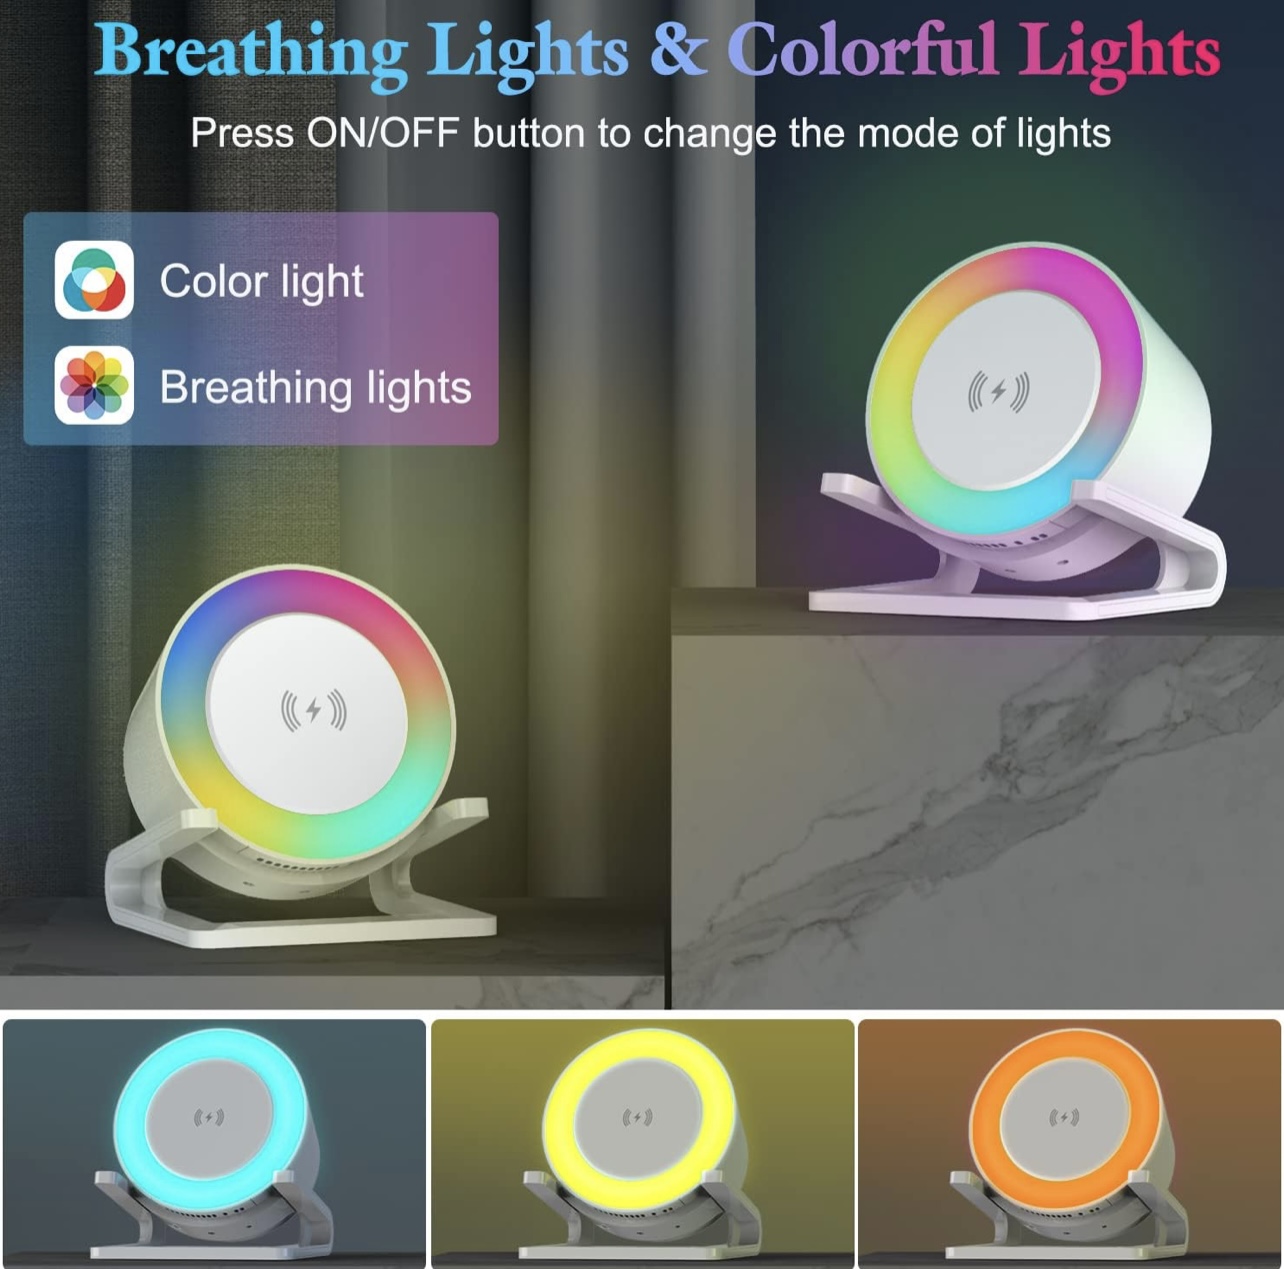 Breathing Lights & Colorful Lights
Press ON/OFF button to change the mode of lights
Color light
Breathing lights